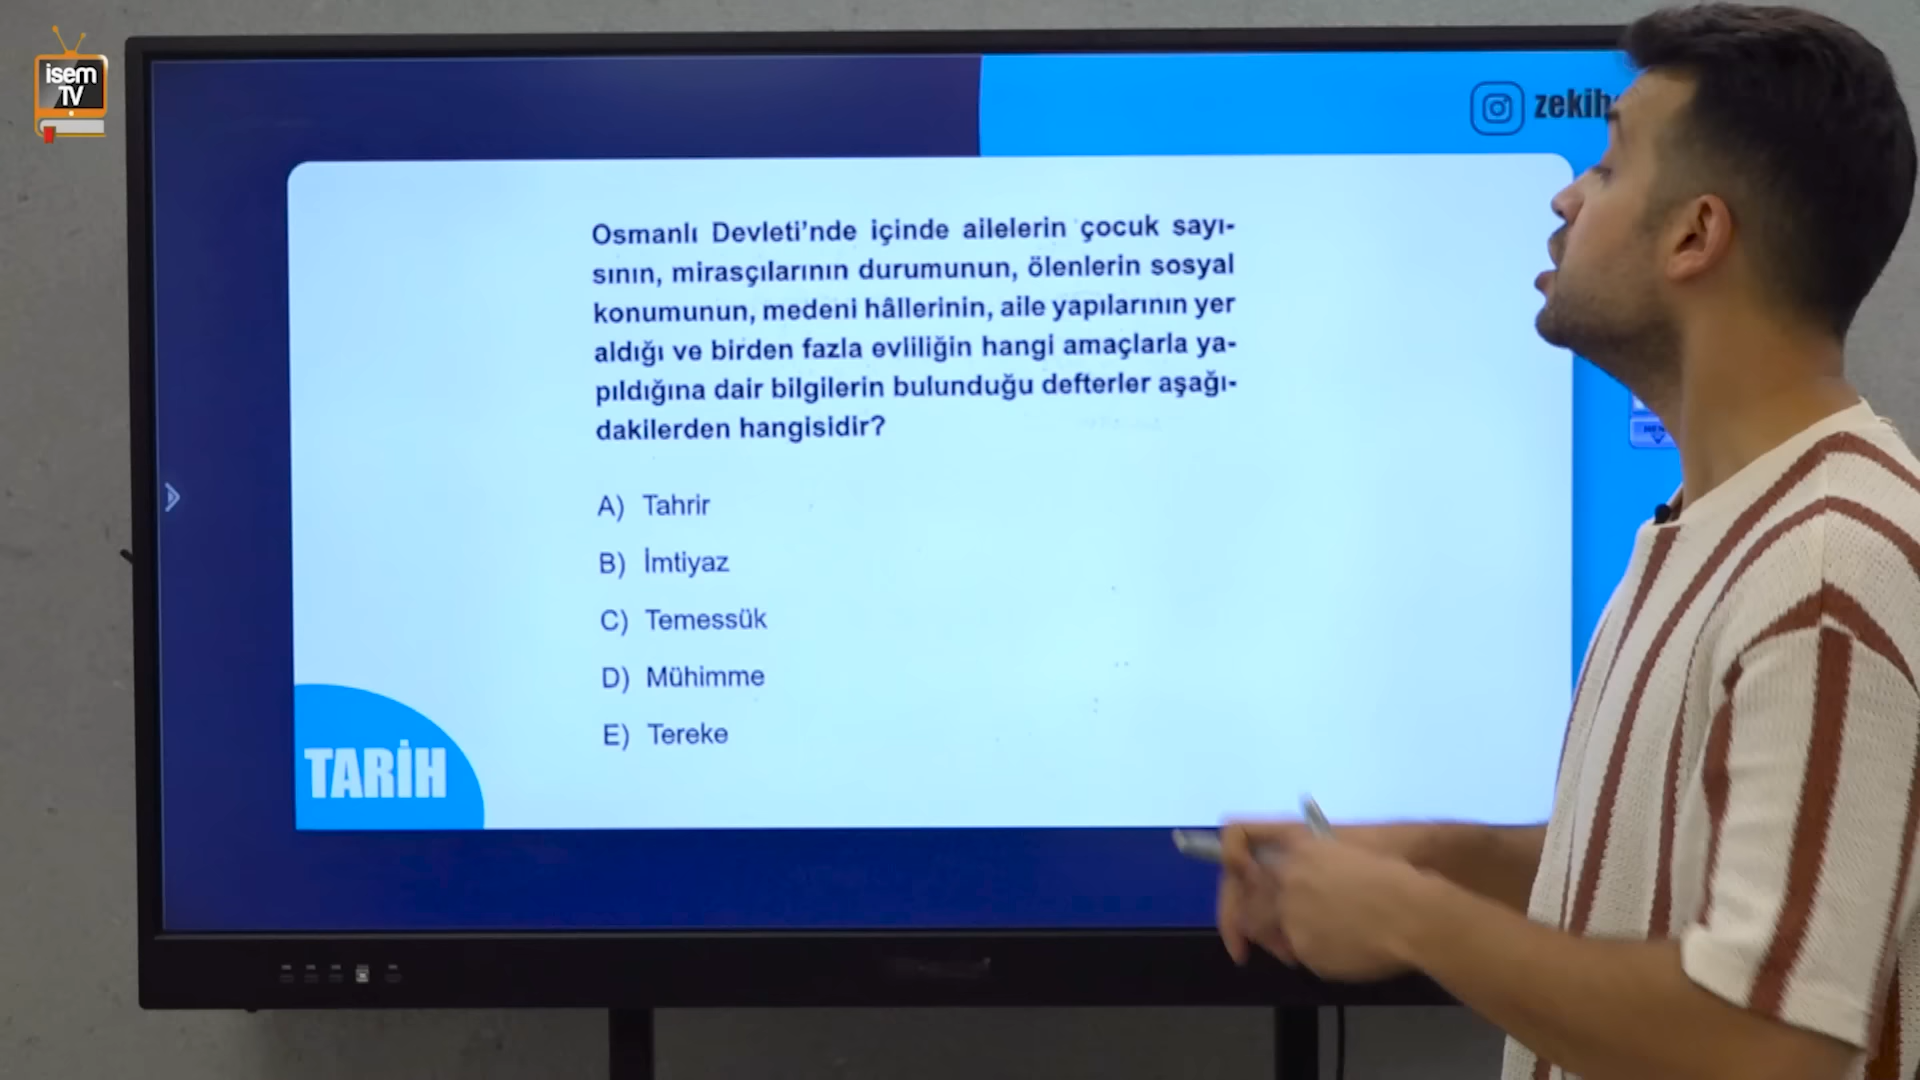 isem
TV
Osmanlı Devleti'nde içinde ailelerin çocuk sayı-
sının, mirasçılarının durumunun, ölenlerin sosyal
konumunun, medeni hâllerinin, aile yapılarının yer
aldığı ve birden fazla evliliğin hangi amaçlarla ya-
pıldığına dair bilgilerin bulunduğu defterler aşağı-
dakilerden hangisidir?
A) Tahrir
B) İmtiyaz
C) Temessük
D) Mühimme
E) Tereke
TARİH